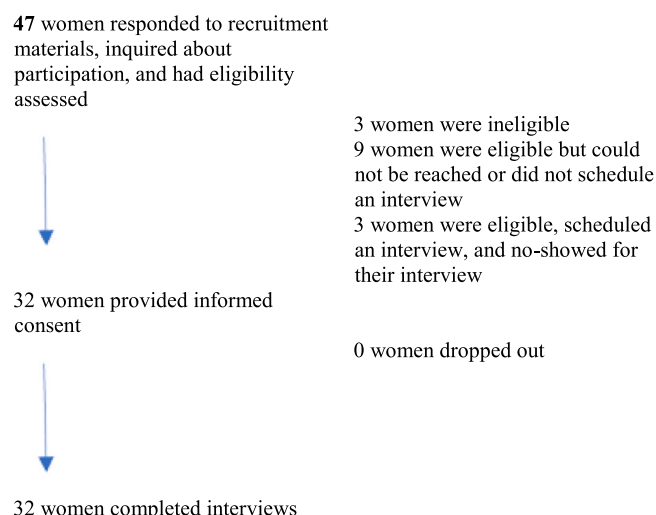 47 women responded to recruitment
materials, inquired about
participation, and had eligibility
assessed
3 women were ineligible
9 women were eligible but could
not be reached or did not schedule
an interview
3 women were eligible, scheduled
an interview, and no-showed for
their interview
32 women provided informed
consent
0 women dropped out
32 women completed interviews